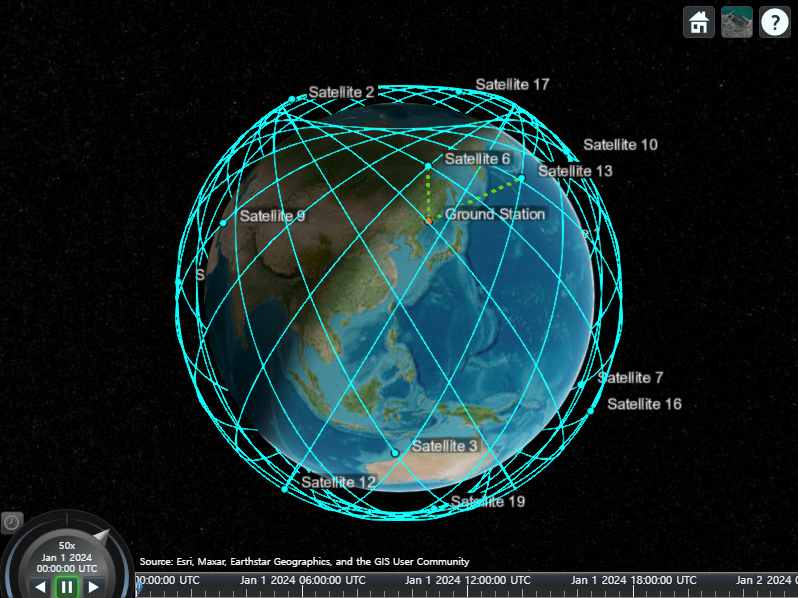 ?
Satellite 17
Satellite 2
Satellite 10
Satellite 6
Satellite 13
Satellite 9
Ground Station
S
Satellite 7
Satellite 16
Satellite 3
Satellite 12
Satellite 19
50x
Jan 1 2024
00:00:00 UTC
Source: Esri, Maxar, Earthstar Geographics, and the GIS User Community
00:00:00 UTC
Jan 1 2024 06:00:00 UTC
Jan 1 2024 12:00:00 UTC
Jan 1 2024 18:00:00 UTC
Jan 2 2024 0